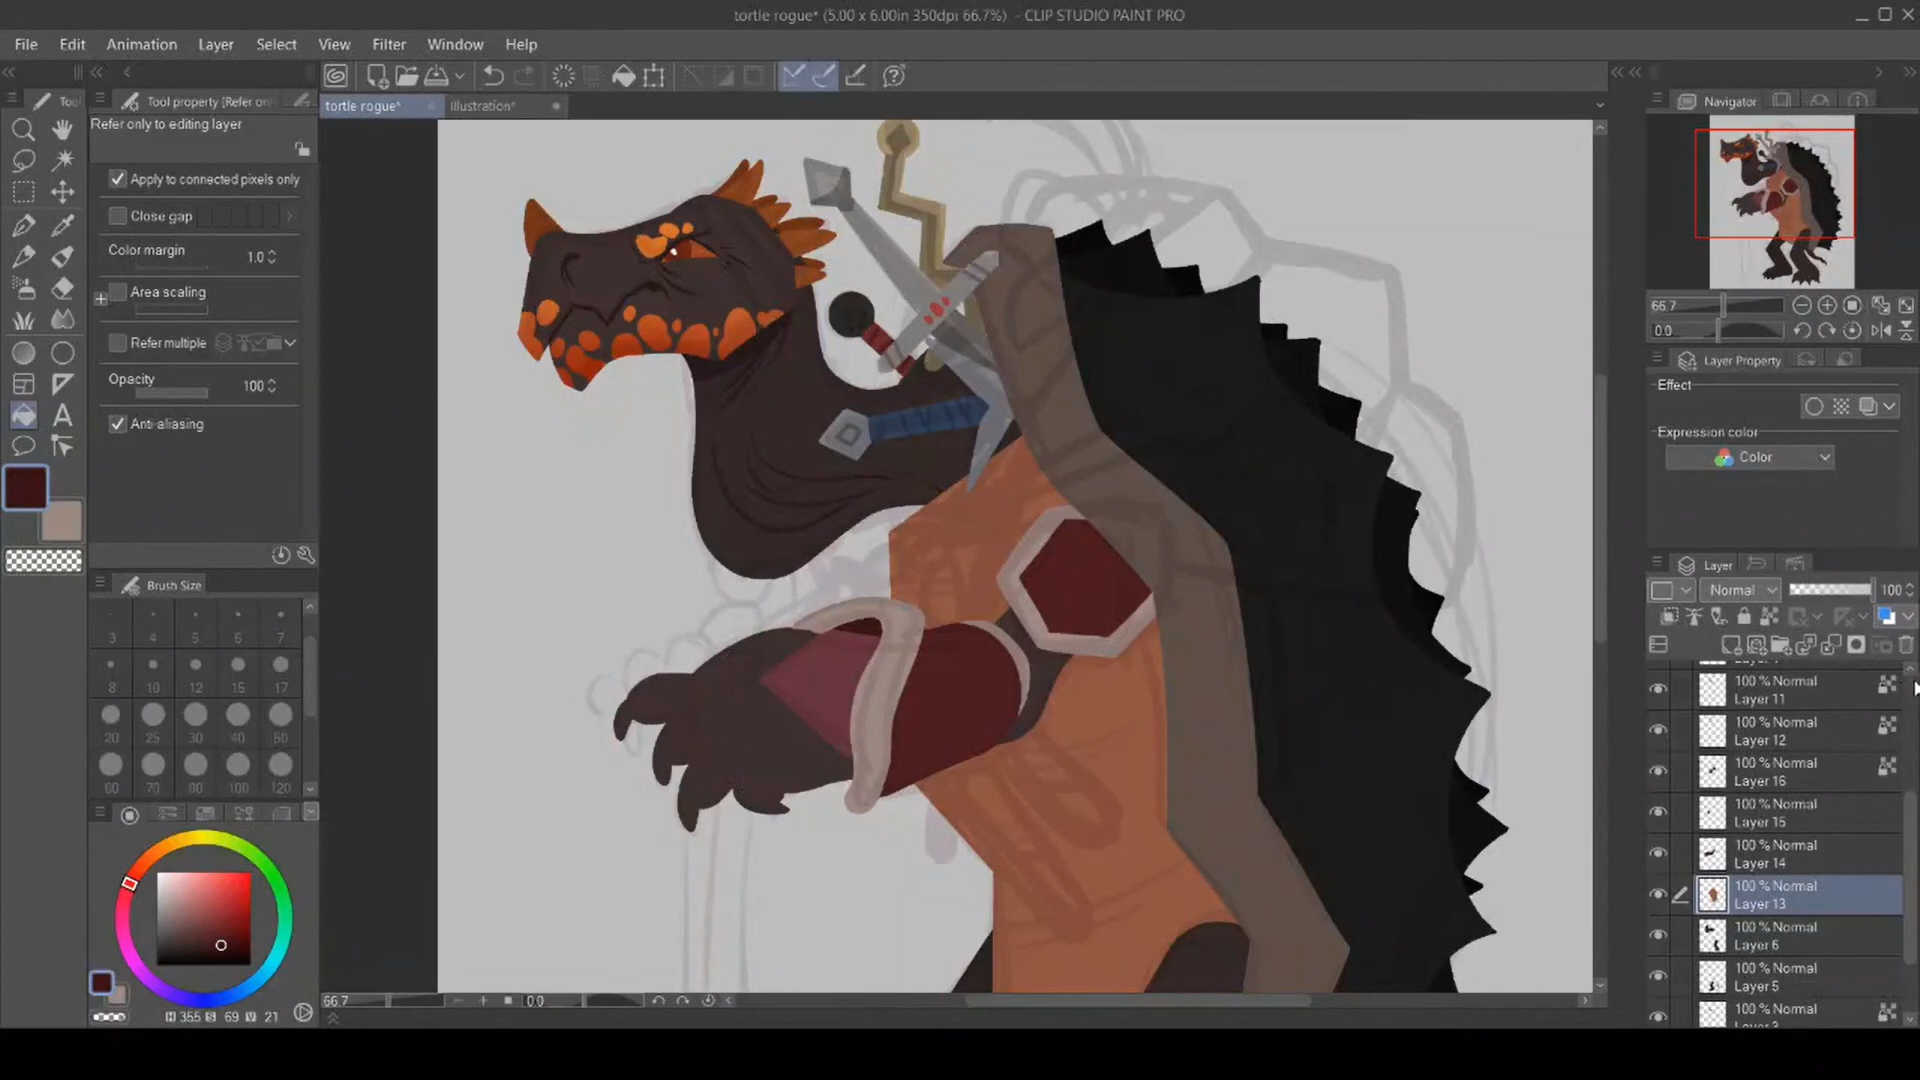 tortle rogue* (5.00 x 6.00in 350dpi 66.7%) - CLIP STUDIO PAINT PRO
File Edit Animation Layer Select View Filter Window Help
Tool property [Refer on
tortle rogue* Illustration*
Navigator
Refer only to editing layer
Apply to connected pixels only
Close gap
Color margin 1.0
Area scaling
Refer multiple
Opacity 100
Anti-aliasing
Brush Size
3 4 5 6 7
8 10 12 15 17
20 25 30 40 50
60 70 80 100 120
H 355 S 69 V 21
66.7 0.0
66.7
0.0
Layer Property
Effect
Expression color
Color
Layer
Normal 100
100 % Normal
Layer 11
100 % Normal
Layer 12
100 % Normal
Layer 16
100 % Normal
Layer 15
100 % Normal
Layer 14
100 % Normal
Layer 13
100 % Normal
Layer 6
100 % Normal
Layer 5
100 % Normal